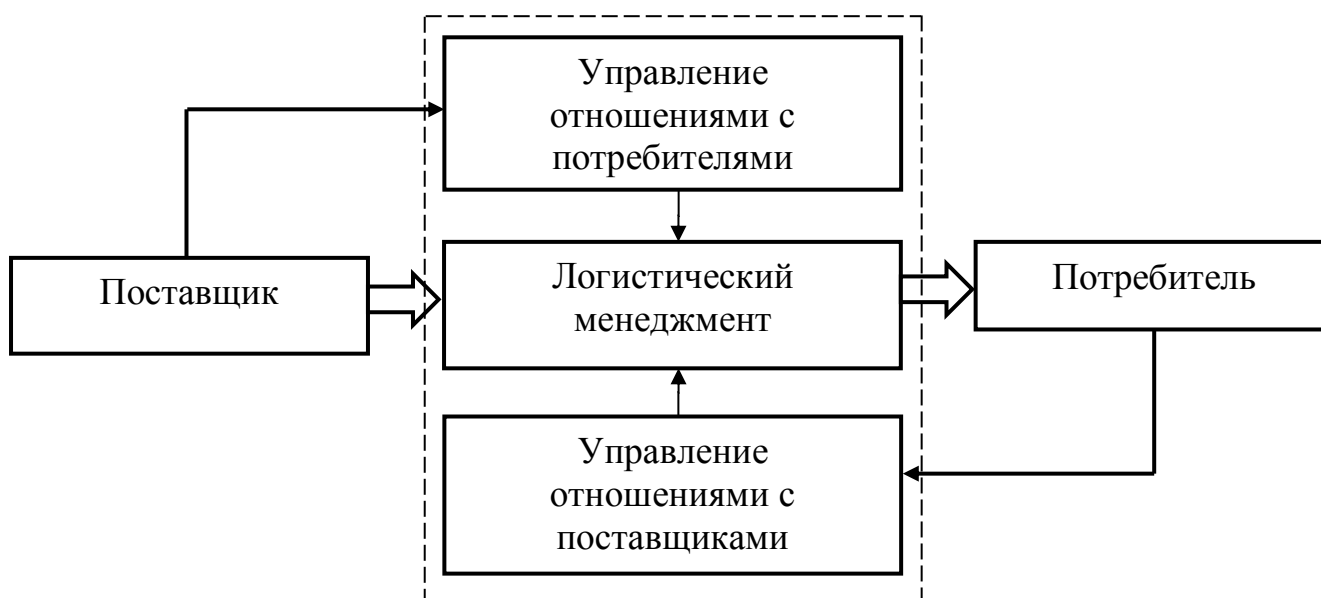 Управление
отношениями с
потребителями
Поставщик
Логистический
менеджмент
Потребитель
Управление
отношениями с
поставщиками